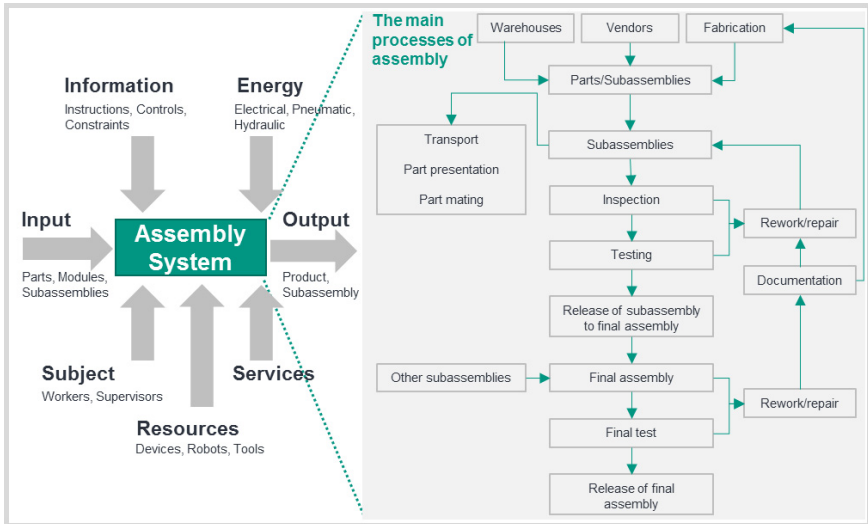 Information
Instructions, Controls,
Constraints
Energy
Electrical, Pneumatic,
Hydraulic
Input
Parts, Modules,
Subassemblies
Assembly
System
Output
Product,
Subassembly
Subject
Workers, Supervisors
Services
Resources
Devices, Robots, Tools
The main
processes of
assembly
Warehouses
Vendors
Fabrication
Parts/Subassemblies
Transport
Part presentation
Part mating
Subassemblies
Inspection
Rework/repair
Testing
Documentation
Release of subassembly
to final assembly
Other subassemblies
Final assembly
Rework/repair
Final test
Release of final
assembly